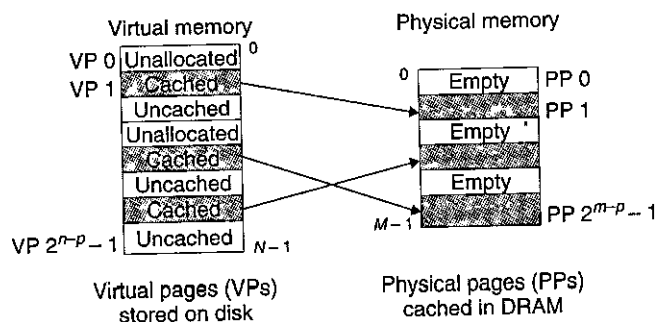 Virtual memory
Physical memory
0
VP 0 Unallocated
VP 1 Cached
Uncached
Unallocated
Cached
Uncached
Cached
VP 2^{n-p} – 1 Uncached
N – 1
0
Empty PP 0
PP 1
Empty
Empty
M – 1
PP 2^{m-p} – 1
Virtual pages (VPs)
stored on disk
Physical pages (PPs)
cached in DRAM